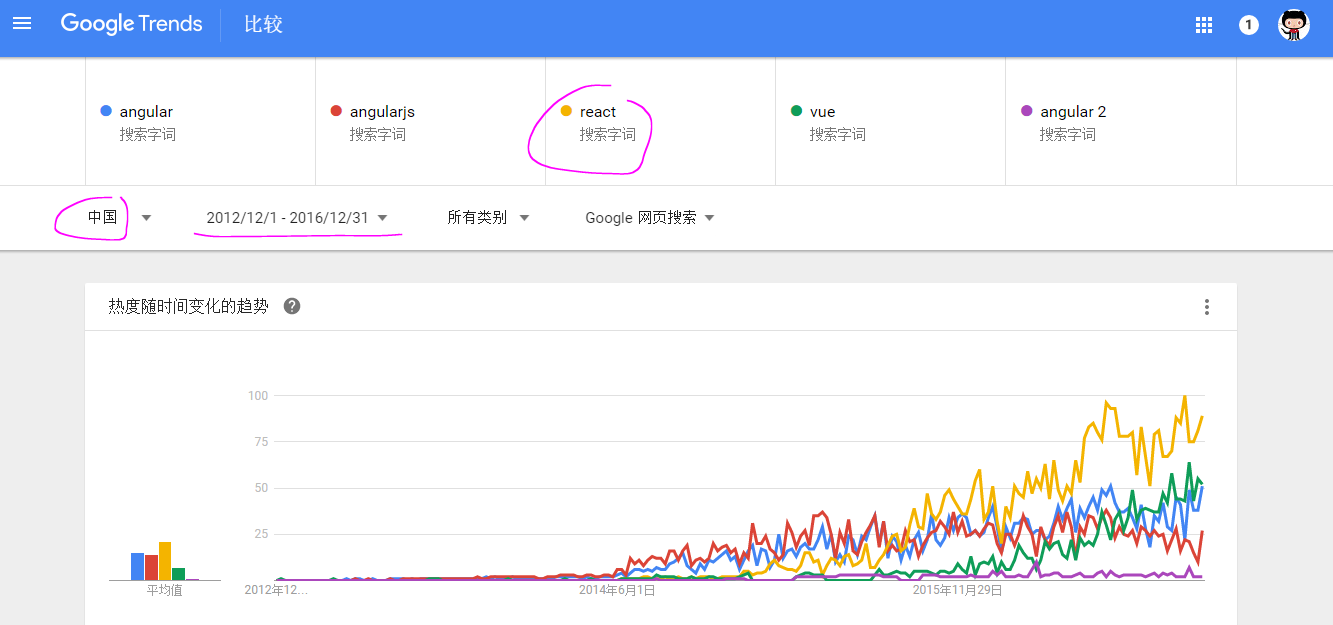 Google Trends 比较 1
angular angularjs react vue angular 2
搜索字词 搜索字词 搜索字词 搜索字词 搜索字词
中国 2012/12/1 - 2016/12/31 所有类别 Google 网页搜索
热度随时间变化的趋势 ?
100
75
50
25
平均值 2012年12... 2014年6月1日 2015年11月29日